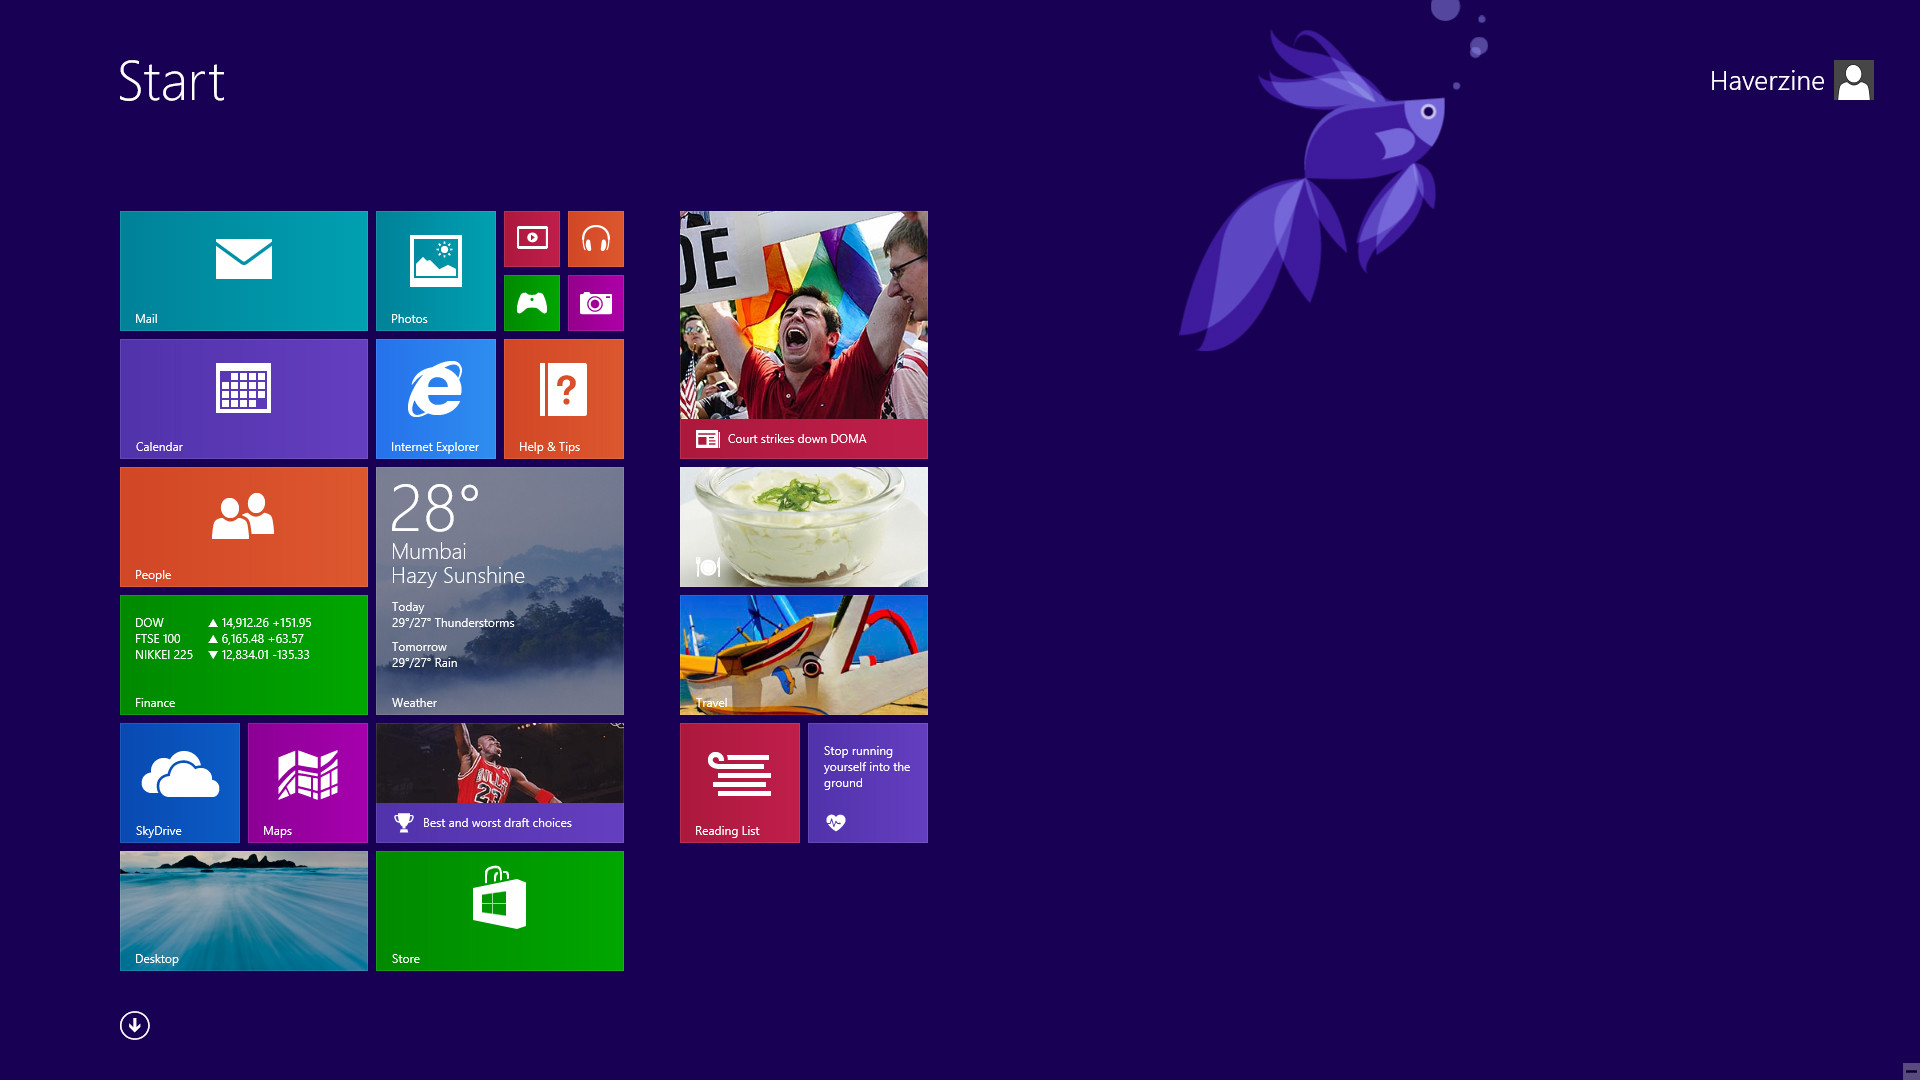 Start
Haverzine
Mail
Photos
Calendar
Internet Explorer
Help & Tips
People
28°
Mumbai
Hazy Sunshine
Today
29°/27° Thunderstorms
Tomorrow
29°/27° Rain
Weather
DOW ▲ 14,912.26 +151.95
FTSE 100 ▲ 6,165.48 +63.57
NIKKEI 225 ▼ 12,834.01 -135.33
Finance
SkyDrive
Maps
BULLS
23
Best and worst draft choices
Desktop
Store
DE
Court strikes down DOMA
Travel
Reading List
Stop running
yourself into the
ground